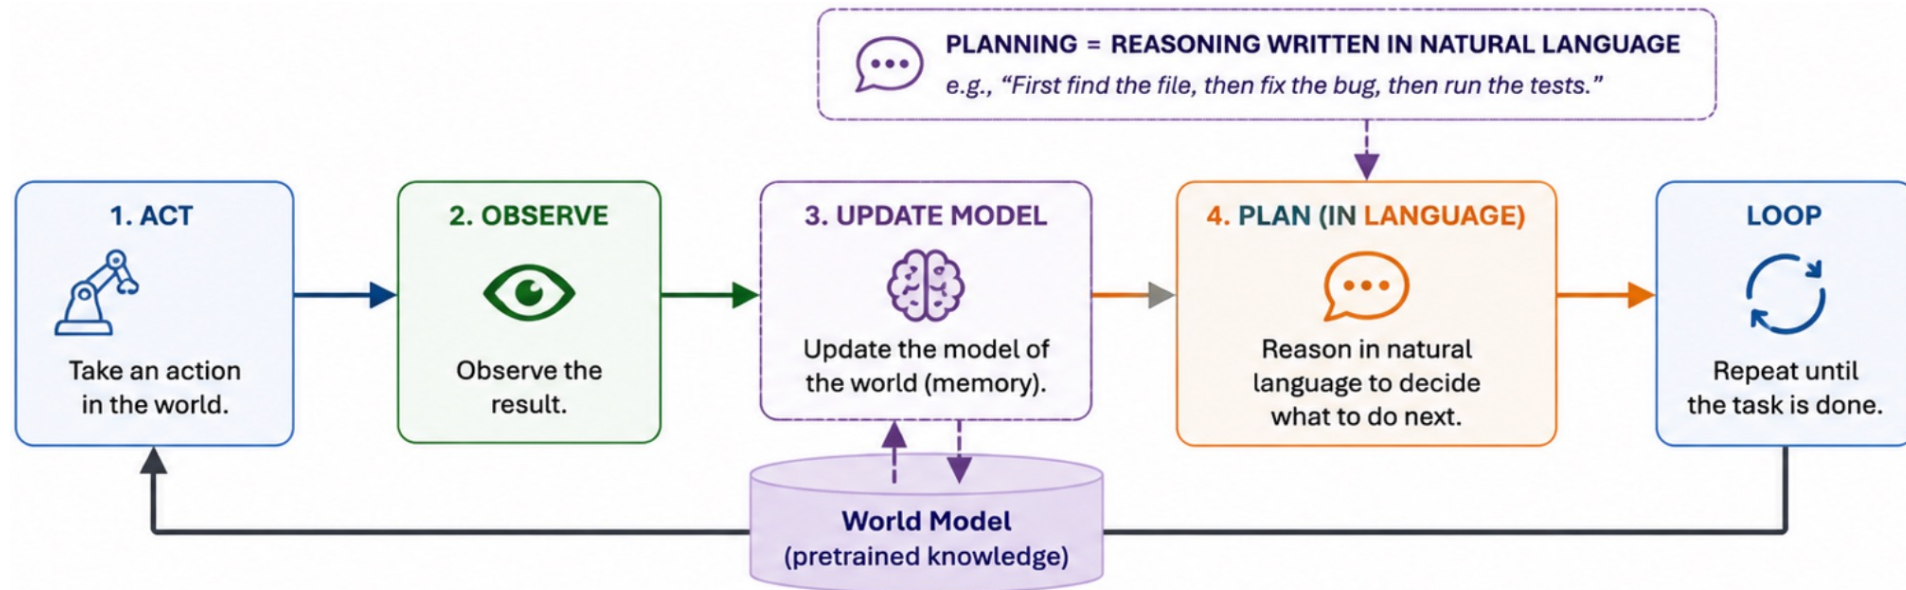 PLANNING = REASONING WRITTEN IN NATURAL LANGUAGE
e.g., “First find the file, then fix the bug, then run the tests.”
1. ACT
Take an action
in the world.
2. OBSERVE
Observe the
result.
3. UPDATE MODEL
Update the model of
the world (memory).
4. PLAN (IN LANGUAGE)
Reason in natural
language to decide
what to do next.
LOOP
Repeat until
the task is done.
World Model
(pretrained knowledge)